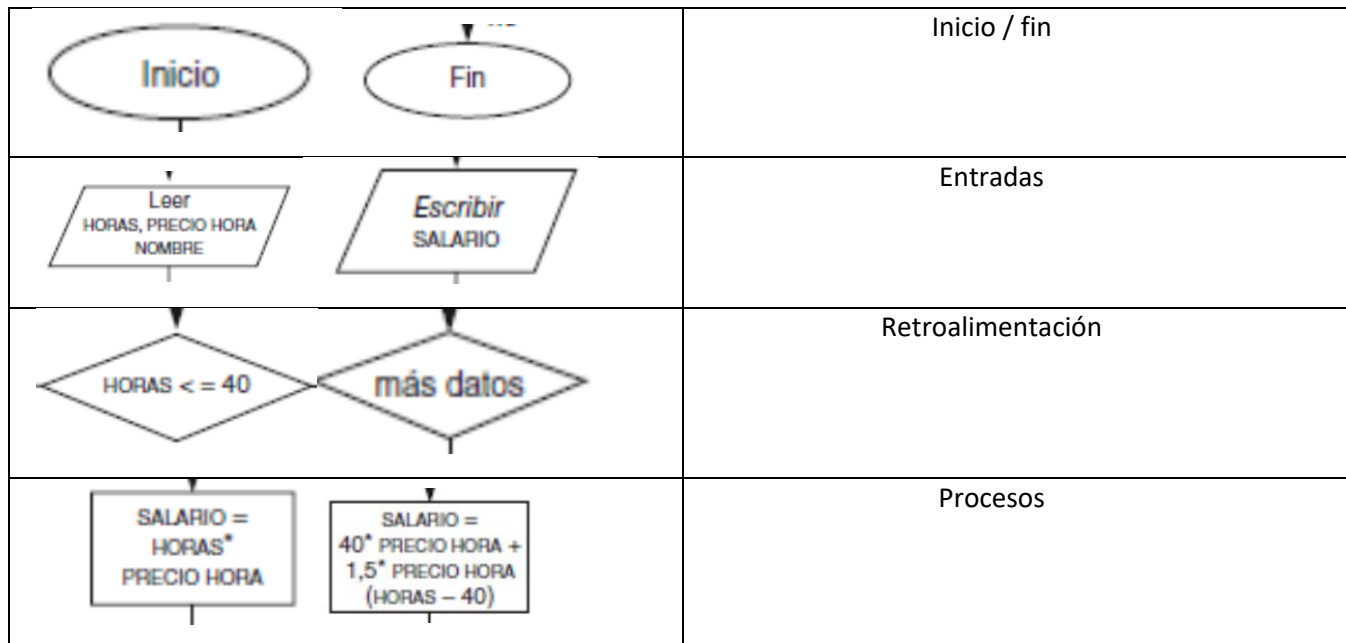 Inicio
Fin
Inicio / fin
Leer
HORAS, PRECIO HORA
NOMBRE
Escribir
SALARIO
Entradas
HORAS < = 40
más datos
Retroalimentación
SALARIO =
HORAS*
PRECIO HORA
SALARIO =
40* PRECIO HORA +
1,5* PRECIO HORA
(HORAS – 40)
Procesos